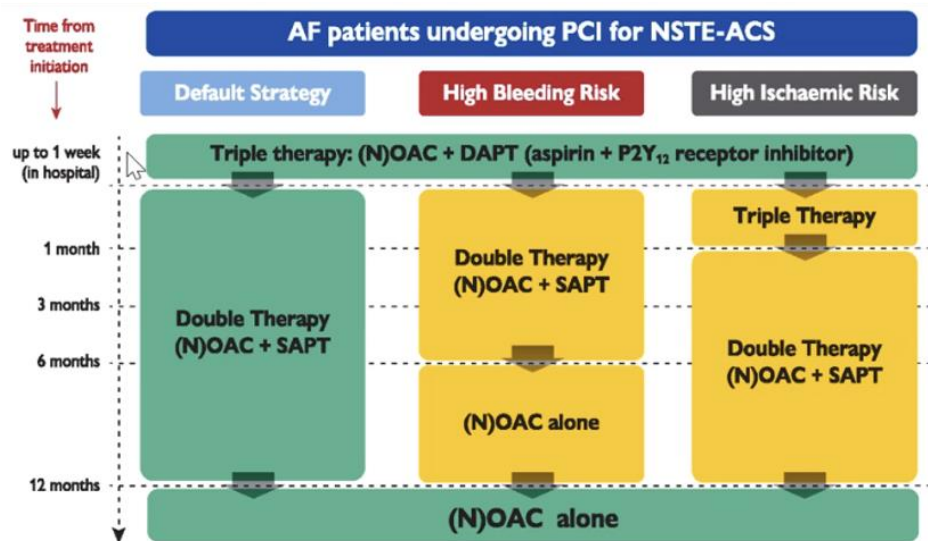 Time from
treatment
initiation
AF patients undergoing PCI for NSTE-ACS
Default Strategy
High Bleeding Risk
High Ischaemic Risk
up to 1 week
(in hospital)
Triple therapy: (N)OAC + DAPT (aspirin + P2Y₁₂ receptor inhibitor)
Triple Therapy
1 month
Double Therapy
(N)OAC + SAPT
3 months
Double Therapy
(N)OAC + SAPT
Double Therapy
(N)OAC + SAPT
6 months
(N)OAC alone
12 months
(N)OAC alone